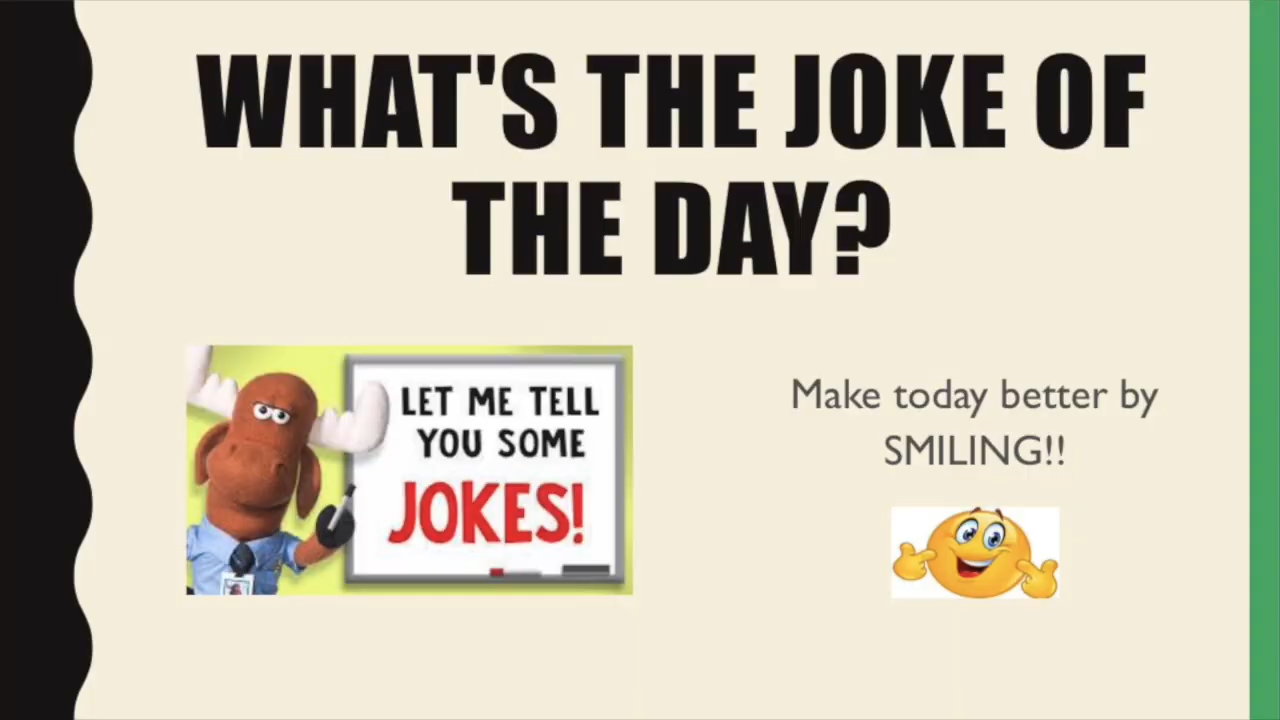 WHAT'S THE JOKE OF
THE DAY?
LET ME TELL
YOU SOME
JOKES!
Make today better by
SMILING!!